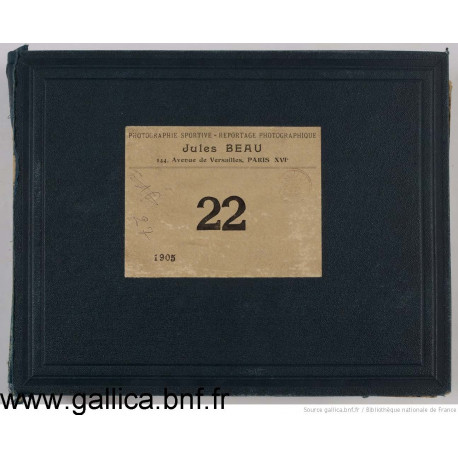 PHOTOGRAPHIE SPORTIVE - REPORTAGE PHOTOGRAPHIQUE
Jules BEAU
144, Avenue de Versailles, PARIS XVIe
22
1905
www.gallica.bnf.fr
Source gallica.bnf.fr / Bibliothèque nationale de France